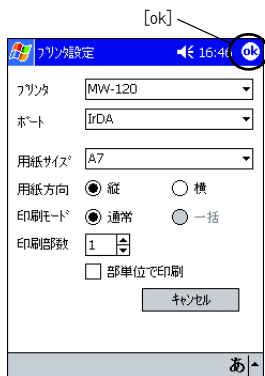 [ok]
プリンタ設定 16:46 ok
プリンタ MW-120
ポート IrDA
用紙サイズ A7
用紙方向 縦 横
印刷モード 通常 一括
印刷部数 1
部単位で印刷
キャンセル
あ